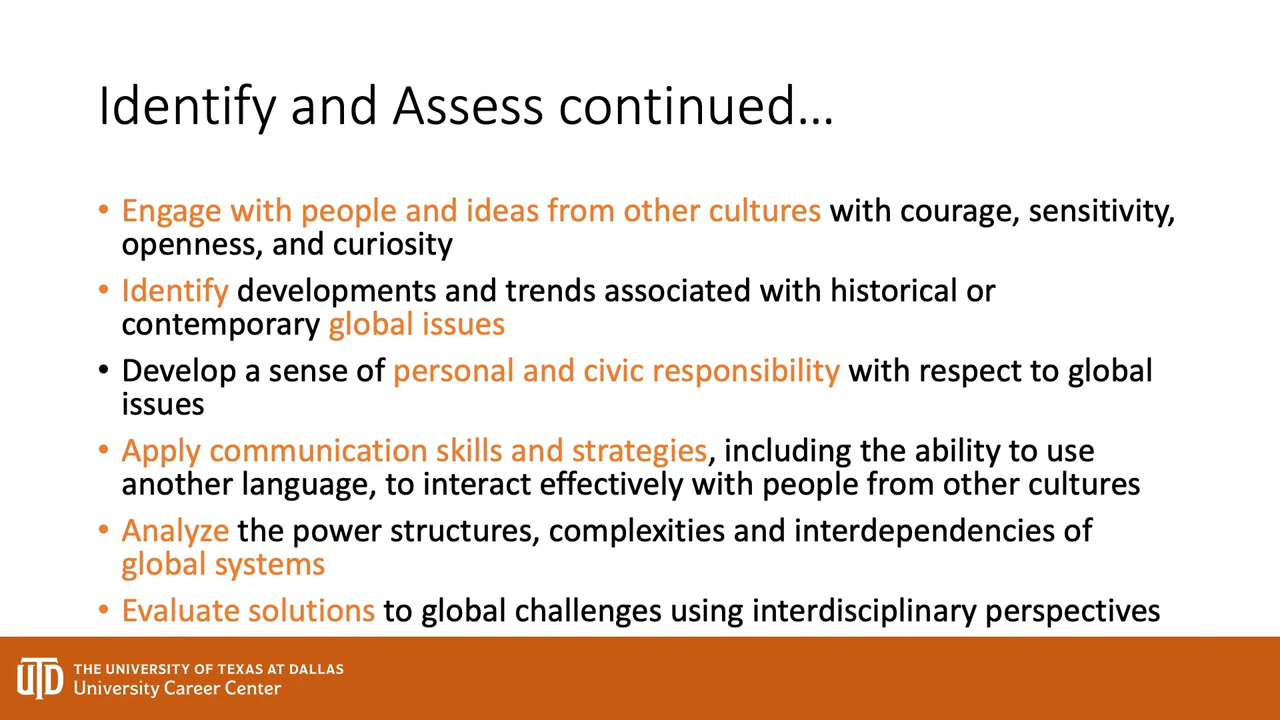 Identify and Assess continued...
• Engage with people and ideas from other cultures with courage, sensitivity,
openness, and curiosity
• Identify developments and trends associated with historical or
contemporary global issues
• Develop a sense of personal and civic responsibility with respect to global
issues
• Apply communication skills and strategies, including the ability to use
another language, to interact effectively with people from other cultures
• Analyze the power structures, complexities and interdependencies of
global systems
• Evaluate solutions to global challenges using interdisciplinary perspectives
UTD
THE UNIVERSITY OF TEXAS AT DALLAS
University Career Center